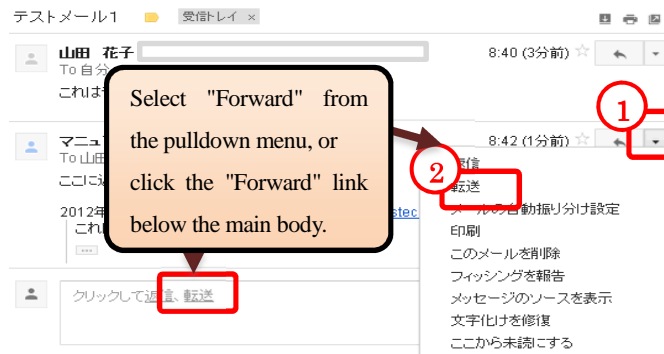 テストメール1 受信トレイ ×
山田 花子 8:40 (3分前)
To 自分
これは
Select "Forward" from
the pulldown menu, or
click the "Forward" link
below the main body.
1
マニュ 8:42 (1分前)
To 山田
ここに
2012年 stec
これ
2
転送
メールの自動振り分け設定
印刷
このメールを削除
フィッシングを報告
メッセージのソースを表示
文字化けを修復
ここから未読にする
クリックして返信、転送